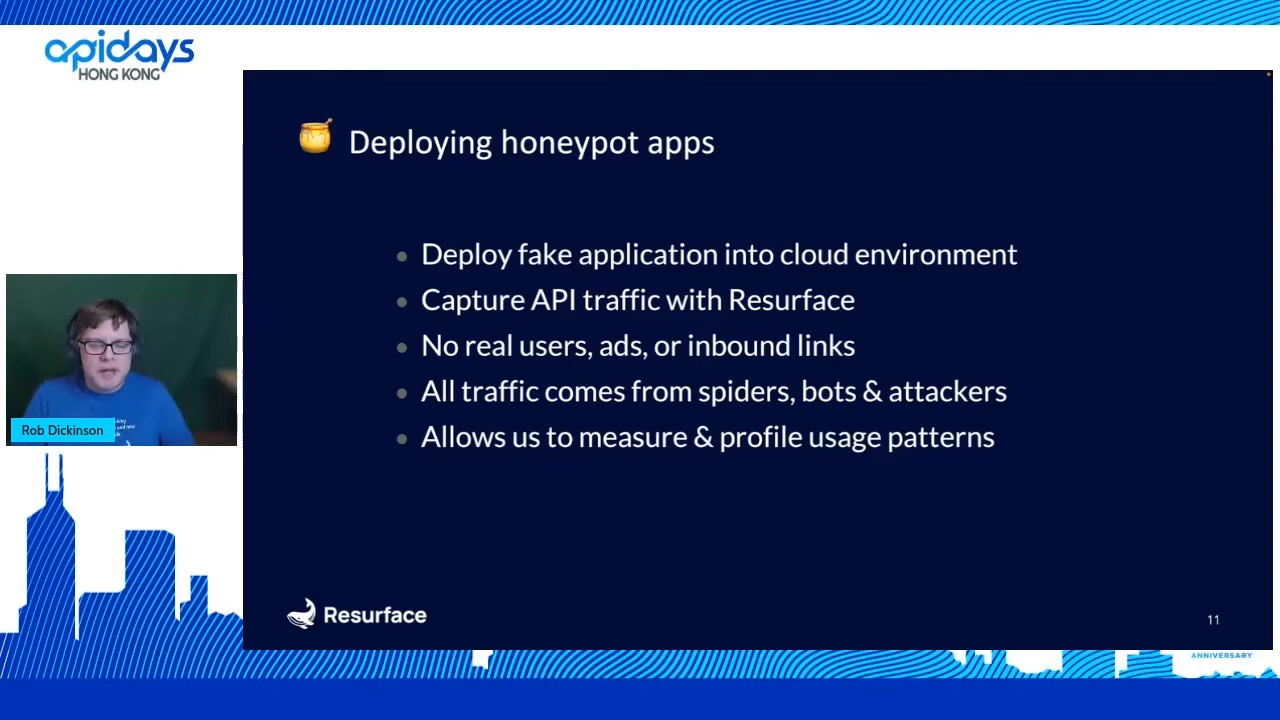 apidays
HONG KONG
Deploying honeypot apps
Deploy fake application into cloud environment
Capture API traffic with Resurface
No real users, ads, or inbound links
All traffic comes from spiders, bots & attackers
Allows us to measure & profile usage patterns
Rob Dickinson
Resurface
11
ANNIVERSARY